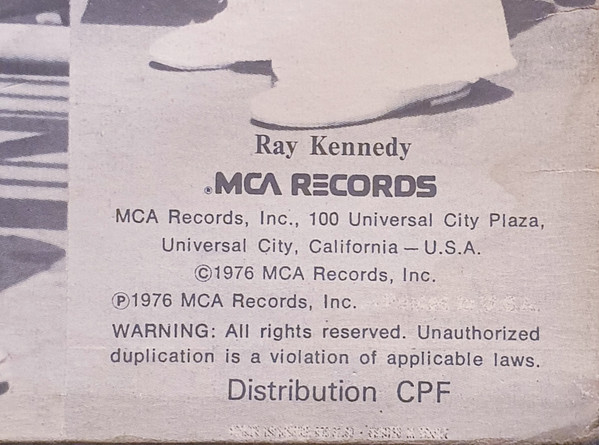 Ray Kennedy
MCA RECORDS
MCA Records, Inc., 100 Universal City Plaza,
Universal City, California — U.S.A.
©1976 MCA Records, Inc.
℗1976 MCA Records, Inc.
WARNING: All rights reserved. Unauthorized
duplication is a violation of applicable laws.
Distribution CPF